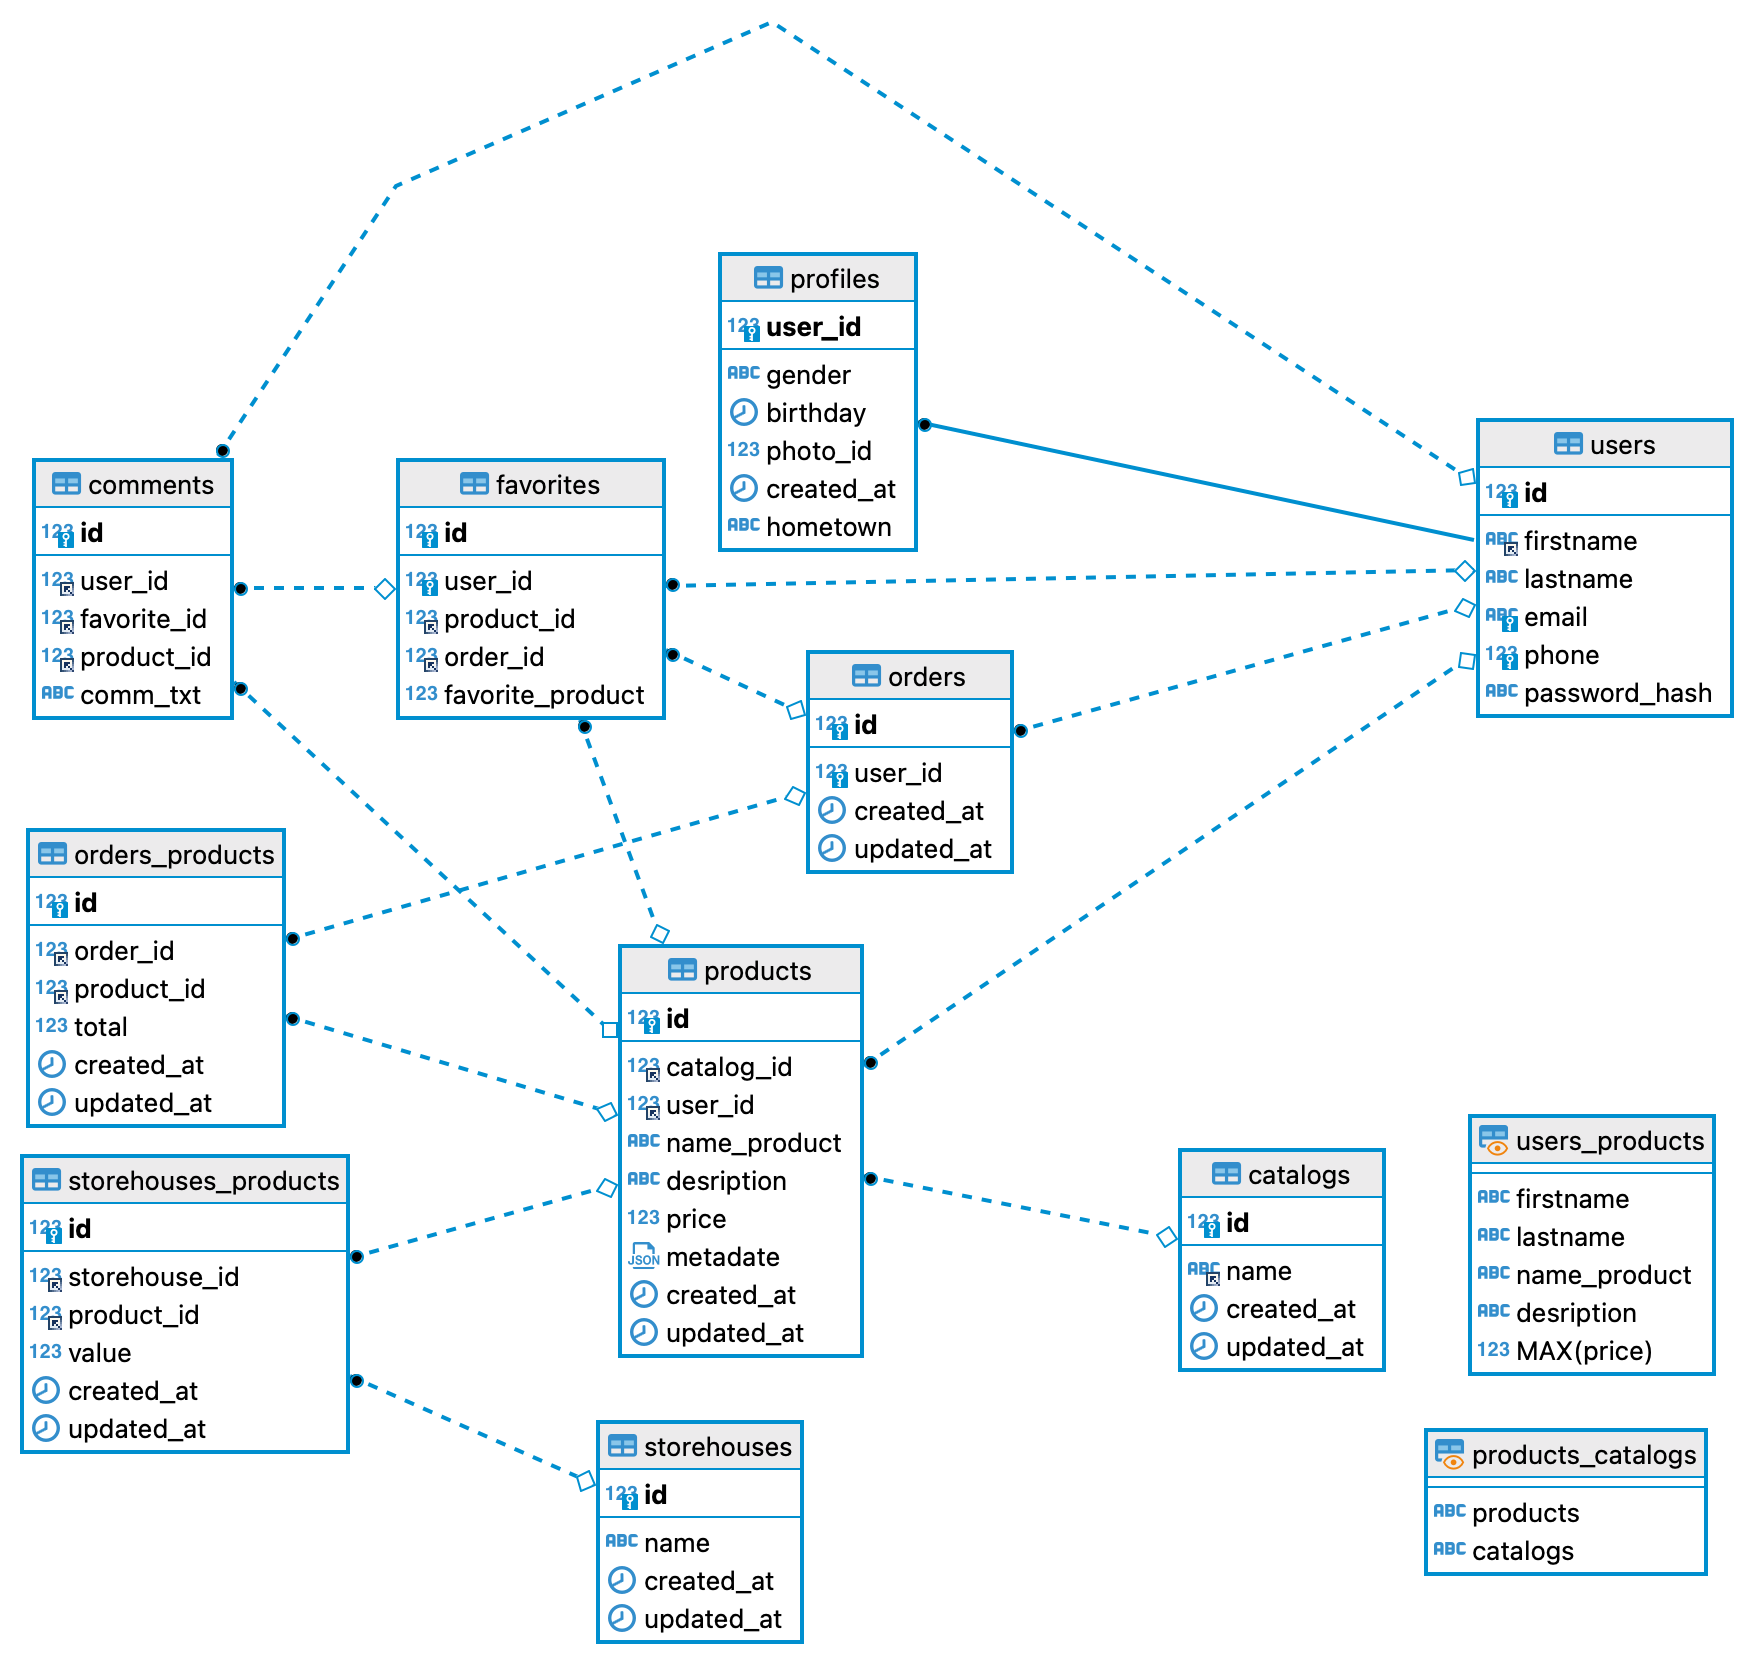 profiles
123 user_id
ABC gender
birthday
123 photo_id
created_at
ABC hometown
users
123 id
ABC firstname
ABC lastname
ABC email
123 phone
ABC password_hash
comments
123 id
123 user_id
123 favorite_id
123 product_id
ABC comm_txt
favorites
123 id
123 user_id
123 product_id
123 order_id
123 favorite_product
orders
123 id
123 user_id
created_at
updated_at
orders_products
123 id
123 order_id
123 product_id
123 total
created_at
updated_at
products
123 id
123 catalog_id
123 user_id
ABC name_product
ABC desription
123 price
JSON metadate
created_at
updated_at
storehouses_products
123 id
123 storehouse_id
123 product_id
123 value
created_at
updated_at
catalogs
123 id
ABC name
created_at
updated_at
users_products
ABC firstname
ABC lastname
ABC name_product
ABC desription
123 MAX(price)
storehouses
123 id
ABC name
created_at
updated_at
products_catalogs
ABC products
ABC catalogs